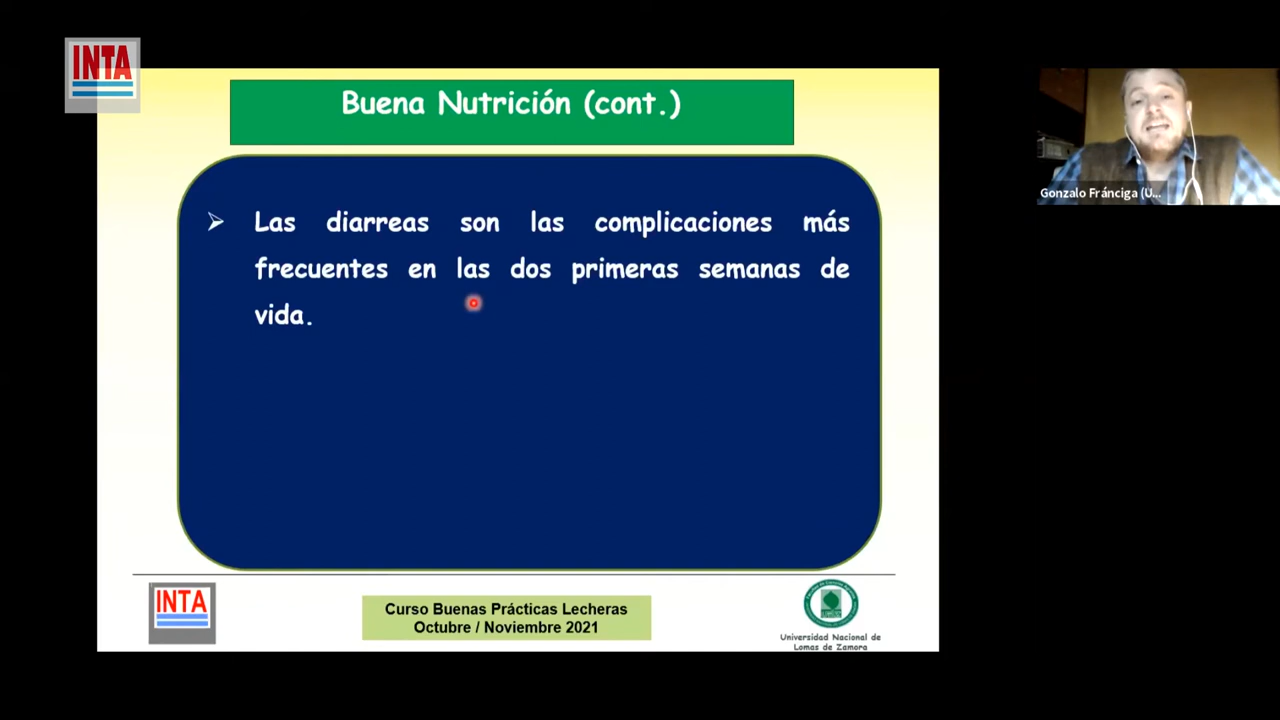 INTA
Buena Nutrición (cont.)
Las diarreas son las complicaciones más
frecuentes en las dos primeras semanas de
vida.
Gonzalo Fránciga (U...
INTA
Curso Buenas Prácticas Lecheras
Octubre / Noviembre 2021
Universidad Nacional de
Lomas de Zamora